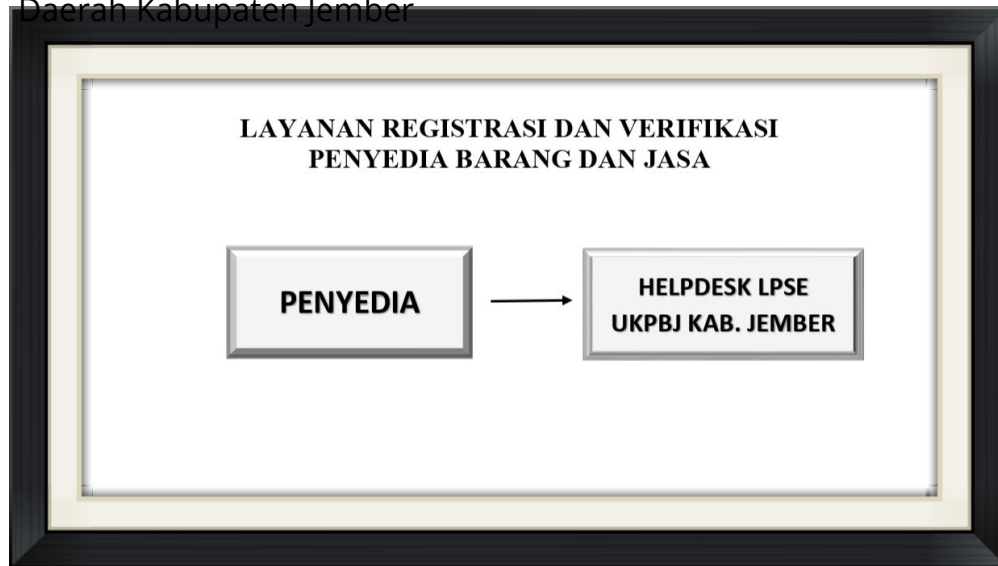 Daerah Kabupaten Jember
LAYANAN REGISTRASI DAN VERIFIKASI
PENYEDIA BARANG DAN JASA
PENYEDIA
HELPDESK LPSE
UKPBJ KAB. JEMBER